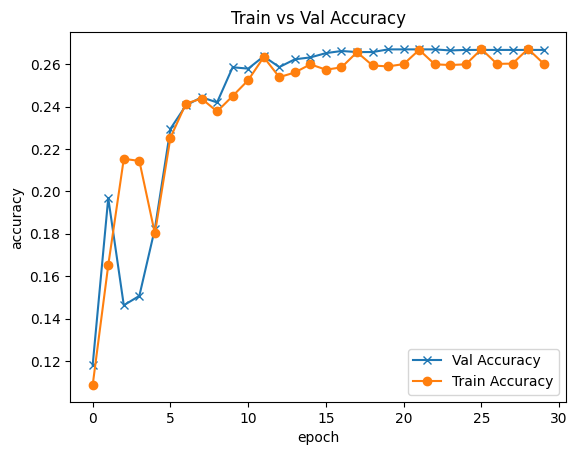 Train vs Val Accuracy
0.26
0.24
0.22
0.20
0.18
0.16
0.14
0.12
accuracy
0 5 10 15 20 25 30
epoch
Val Accuracy
Train Accuracy